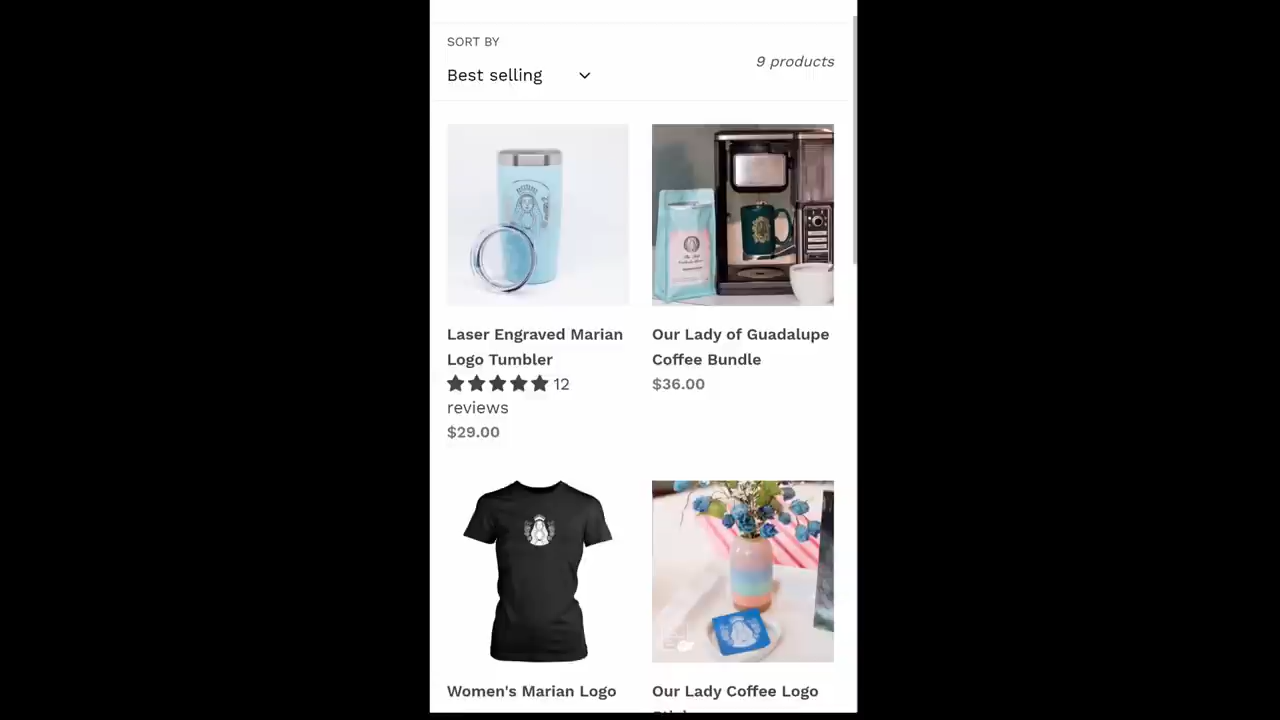 SORT BY
Best selling
9 products
Laser Engraved Marian
Logo Tumbler
12
reviews
$29.00
Our Lady of Guadalupe
Coffee Bundle
$36.00
Women's Marian Logo
Our Lady Coffee Logo